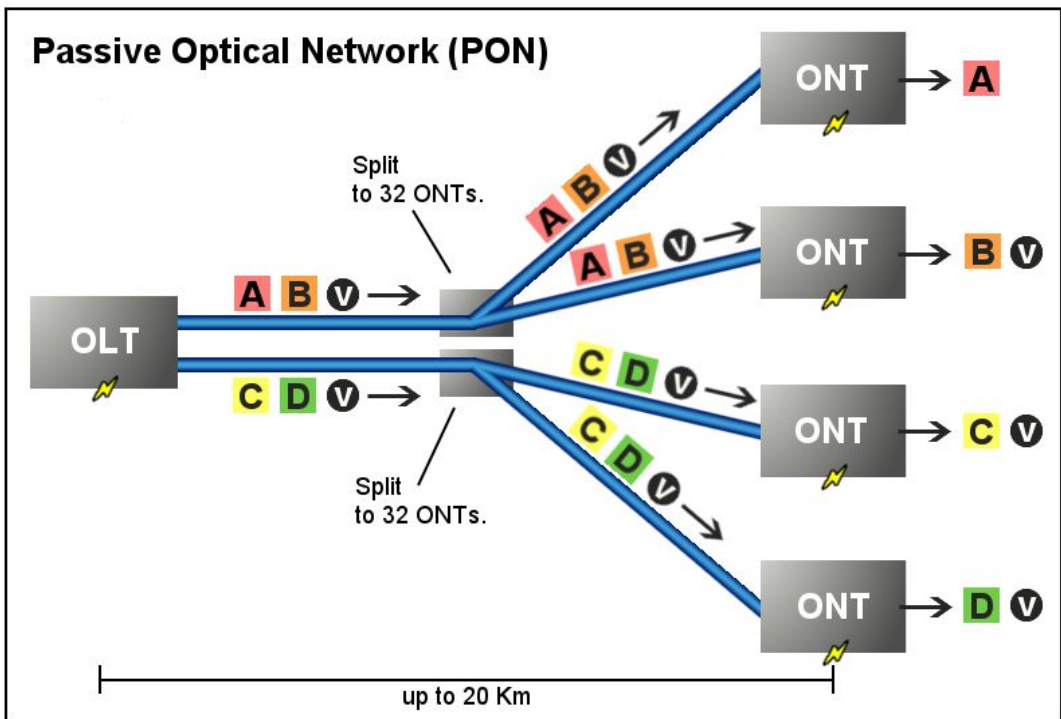 Passive Optical Network (PON)
ONT
A
Split
to 32 ONTs.
A B V
ONT
B V
A B V
A B V
OLT
C D V
C D V
ONT
C V
C D V
Split
to 32 ONTs.
ONT
D V
up to 20 Km